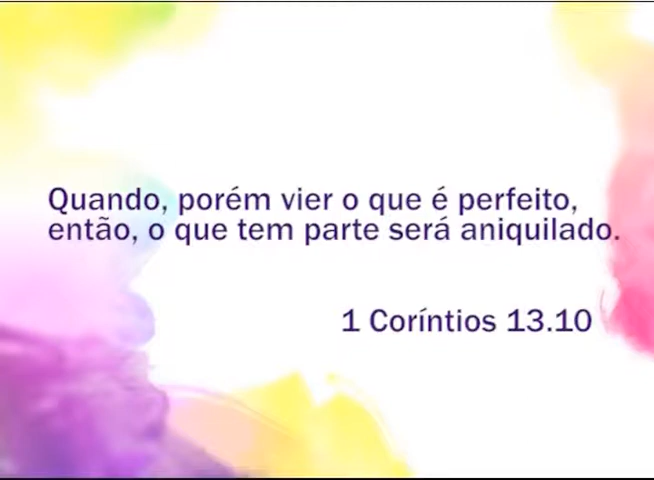 Quando, porém vier o que é perfeito,
então, o que tem parte será aniquilado.
1 Coríntios 13.10